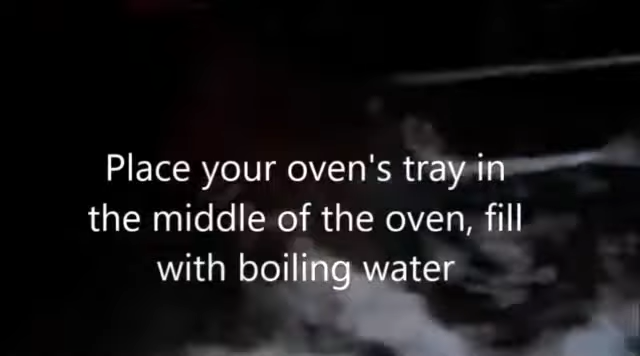 Place your oven's tray in
the middle of the oven, fill
with boiling water